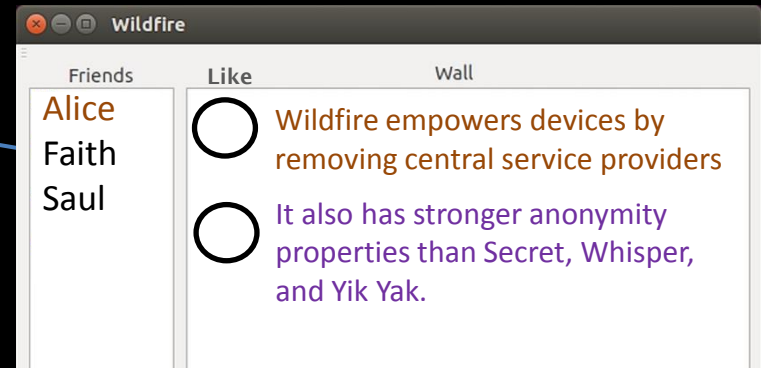 Wildfire
Friends
Like
Wall
Alice
Faith
Saul
Wildfire empowers devices by
removing central service providers
It also has stronger anonymity
properties than Secret, Whisper,
and Yik Yak.